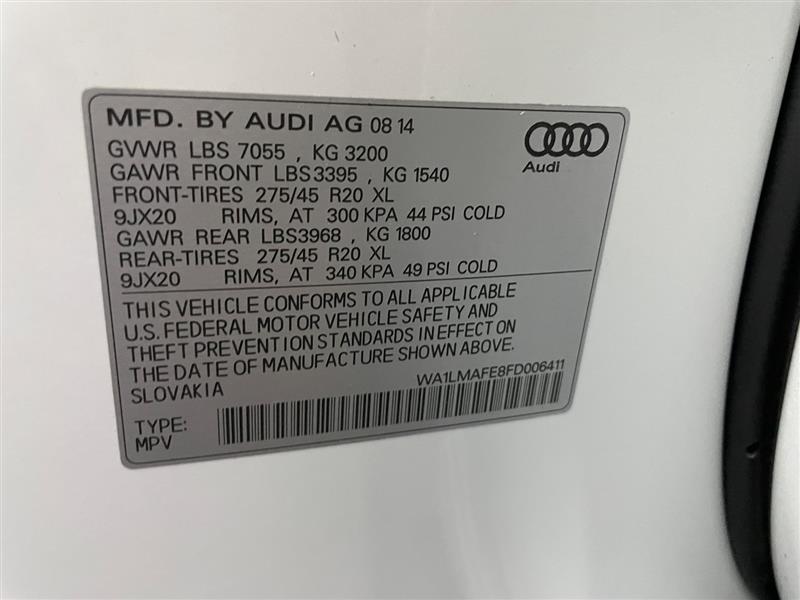 MFD. BY AUDI AG 08 14
GVWR LBS 7055 , KG 3200
GAWR FRONT LBS3395 , KG 1540
FRONT-TIRES 275/45 R20 XL
9JX20 RIMS, AT 300 KPA 44 PSI COLD
GAWR REAR LBS3968 , KG 1800
REAR-TIRES 275/45 R20 XL
9JX20 RIMS, AT 340 KPA 49 PSI COLD
Audi
THIS VEHICLE CONFORMS TO ALL APPLICABLE
U.S. FEDERAL MOTOR VEHICLE SAFETY AND
THEFT PREVENTION STANDARDS IN EFFECT ON
THE DATE OF MANUFACTURE SHOWN ABOVE.
SLOVAKIA
WA1LMAFE8FD006411
TYPE:
MPV